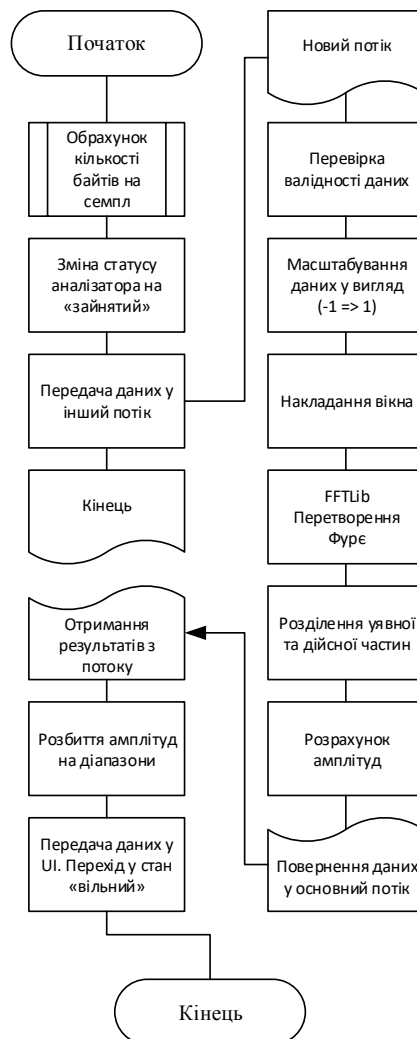 Початок
Обрахунок
кількості
байтів на
семпл
Зміна статусу
аналізатора на
«зайнятий»
Передача даних у
інший потік
Кінець
Новий потік
Перевірка
валідності даних
Масштабування
даних у вигляд
(-1 => 1)
Накладання вікна
FFTLib
Перетворення
Фурє
Розділення уявної
та дійсної частин
Розрахунок
амплітуд
Повернення даних
у основний потік
Отримання
результатів з
потоку
Розбиття амплітуд
на діапазони
Передача даних у
UI. Перехід у стан
«вільний»
Кінець